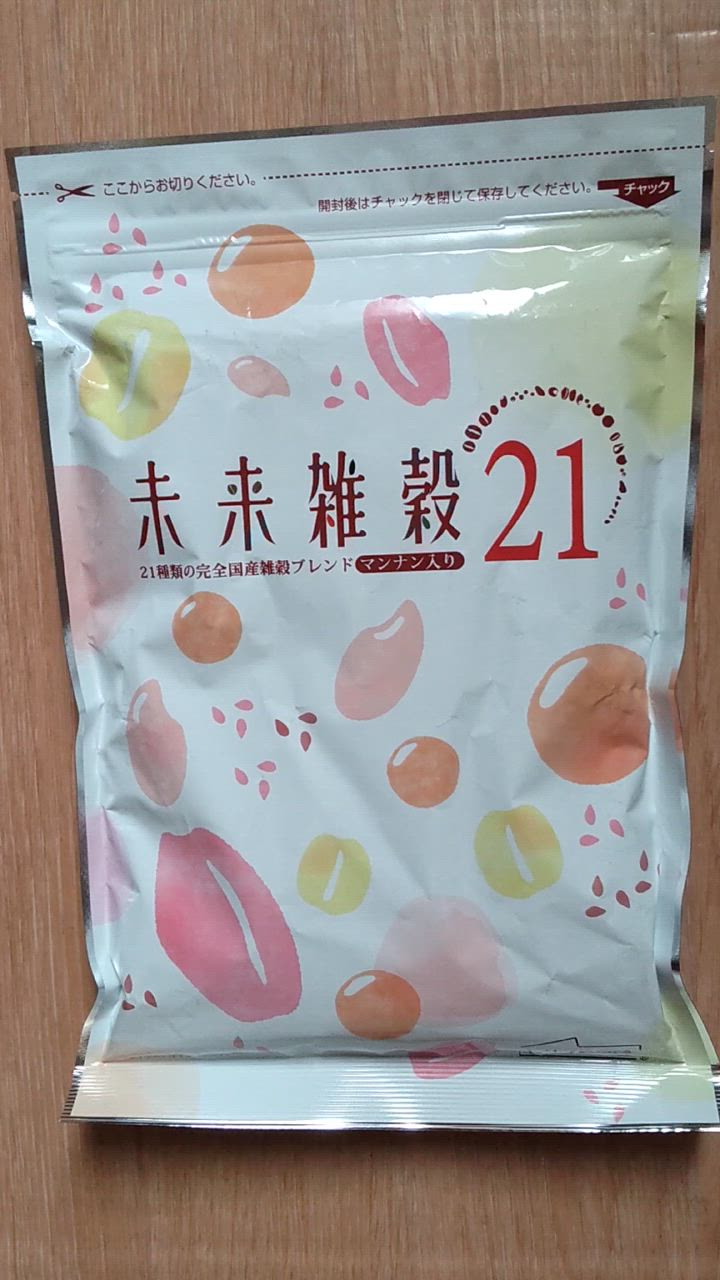 ここからお切りください。
開封後はチャックを閉じて保存してください。
チャック
未来雑穀21
21種類の完全国産雑穀ブレンド マンナン入り